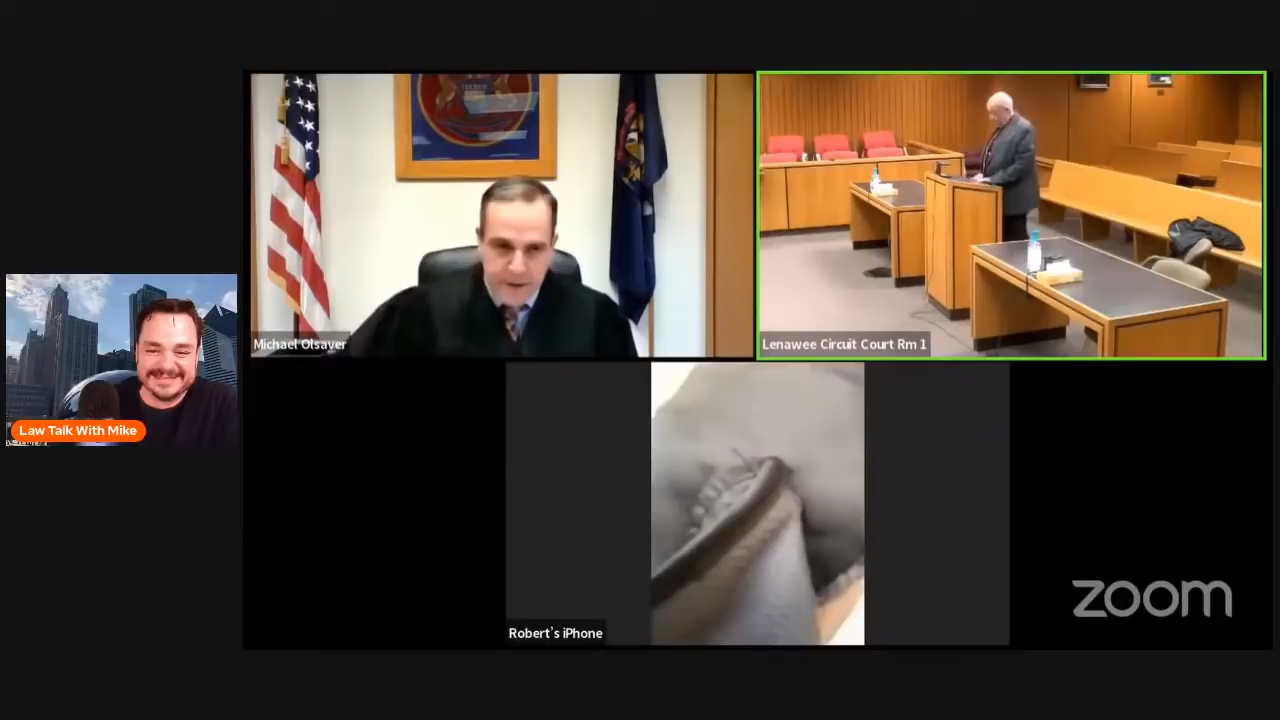 Michael Olsaver
Lenawee Circuit Court Rm 1
Law Talk With Mike
Robert's iPhone
zoom